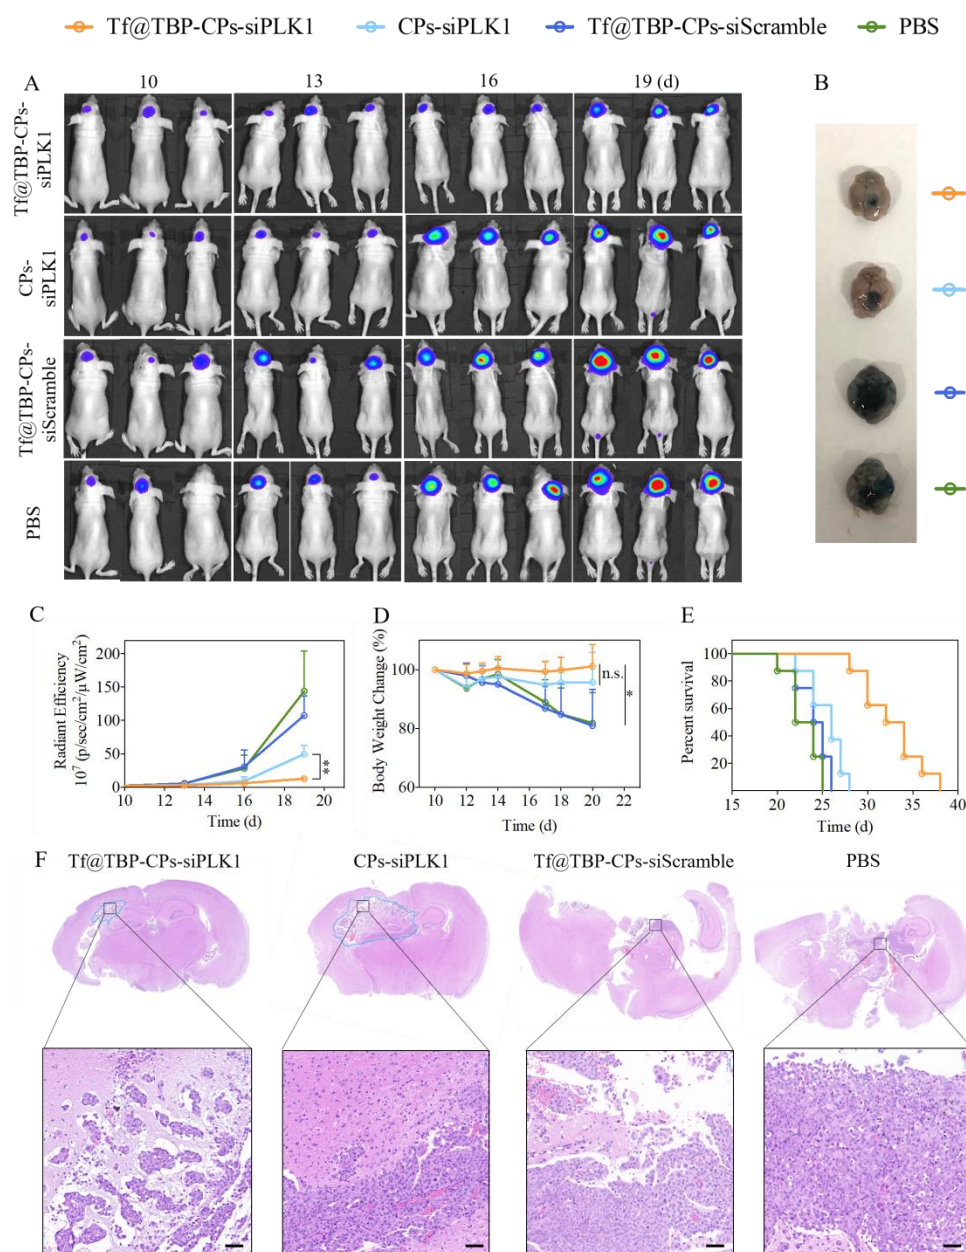 Tf@TBP-CPs-siPLK1 CPs-siPLK1 Tf@TBP-CPs-siScramble PBS
A 10 13 16 19 (d) B
Tf@TBP-CPs-
siPLK1
CPs-
siPLK1
Tf@TBP-CPs-
siScramble
PBS
C
Radiant Efficiency
10⁷ (p/sec/cm²/μW/cm²)
200
150
100
50
0
10 12 14 16 18 20
Time (d)
**
D
Body Weight Change (%)
100
80
60
10 12 14 16 18 20 22
Time (d)
n.s.
*
E
Percent survival
100
80
60
40
20
15 20 25 30 35 40
Time (d)
F Tf@TBP-CPs-siPLK1 CPs-siPLK1 Tf@TBP-CPs-siScramble PBS